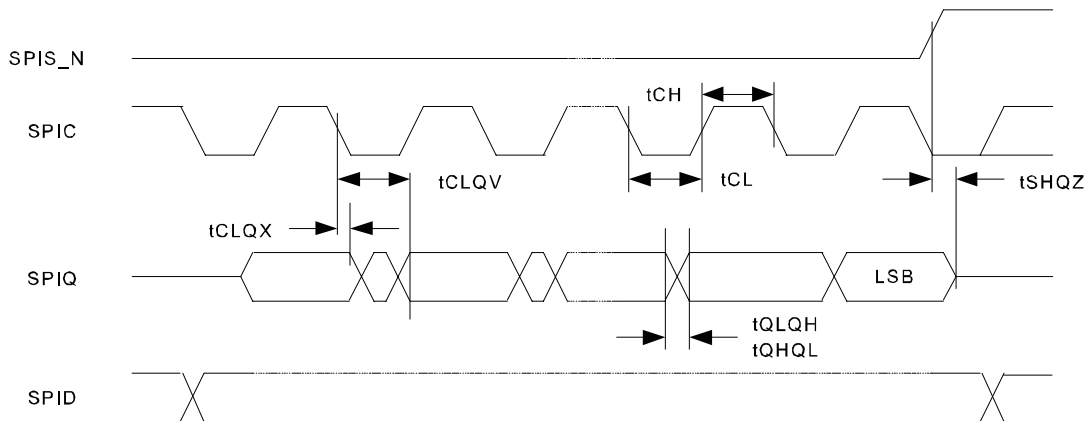 SPIS_N
tCH
SPIC
tCLQV
tCL
tSHQZ
tCLQX
SPIQ
LSB
tQLQH
tQHQL
SPID